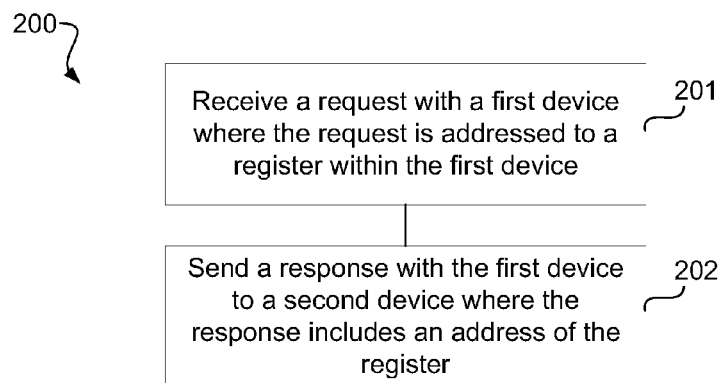 200
Receive a request with a first device
where the request is addressed to a
register within the first device
201
Send a response with the first device
to a second device where the
response includes an address of the
register
202